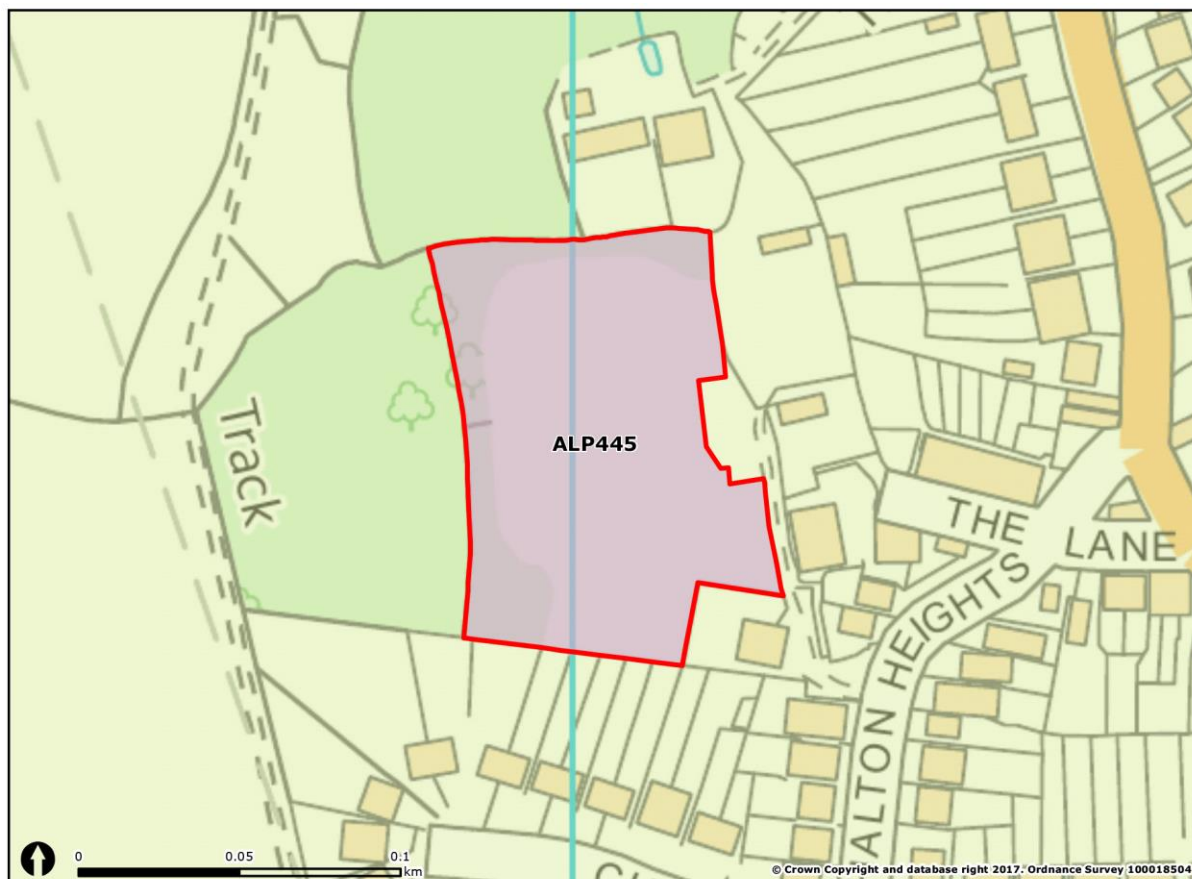 Track
ALP445
THE LANE
ALTON HEIGHTS
0 0.05 0.1
km
© Crown Copyright and database right 2017. Ordnance Survey 100018504